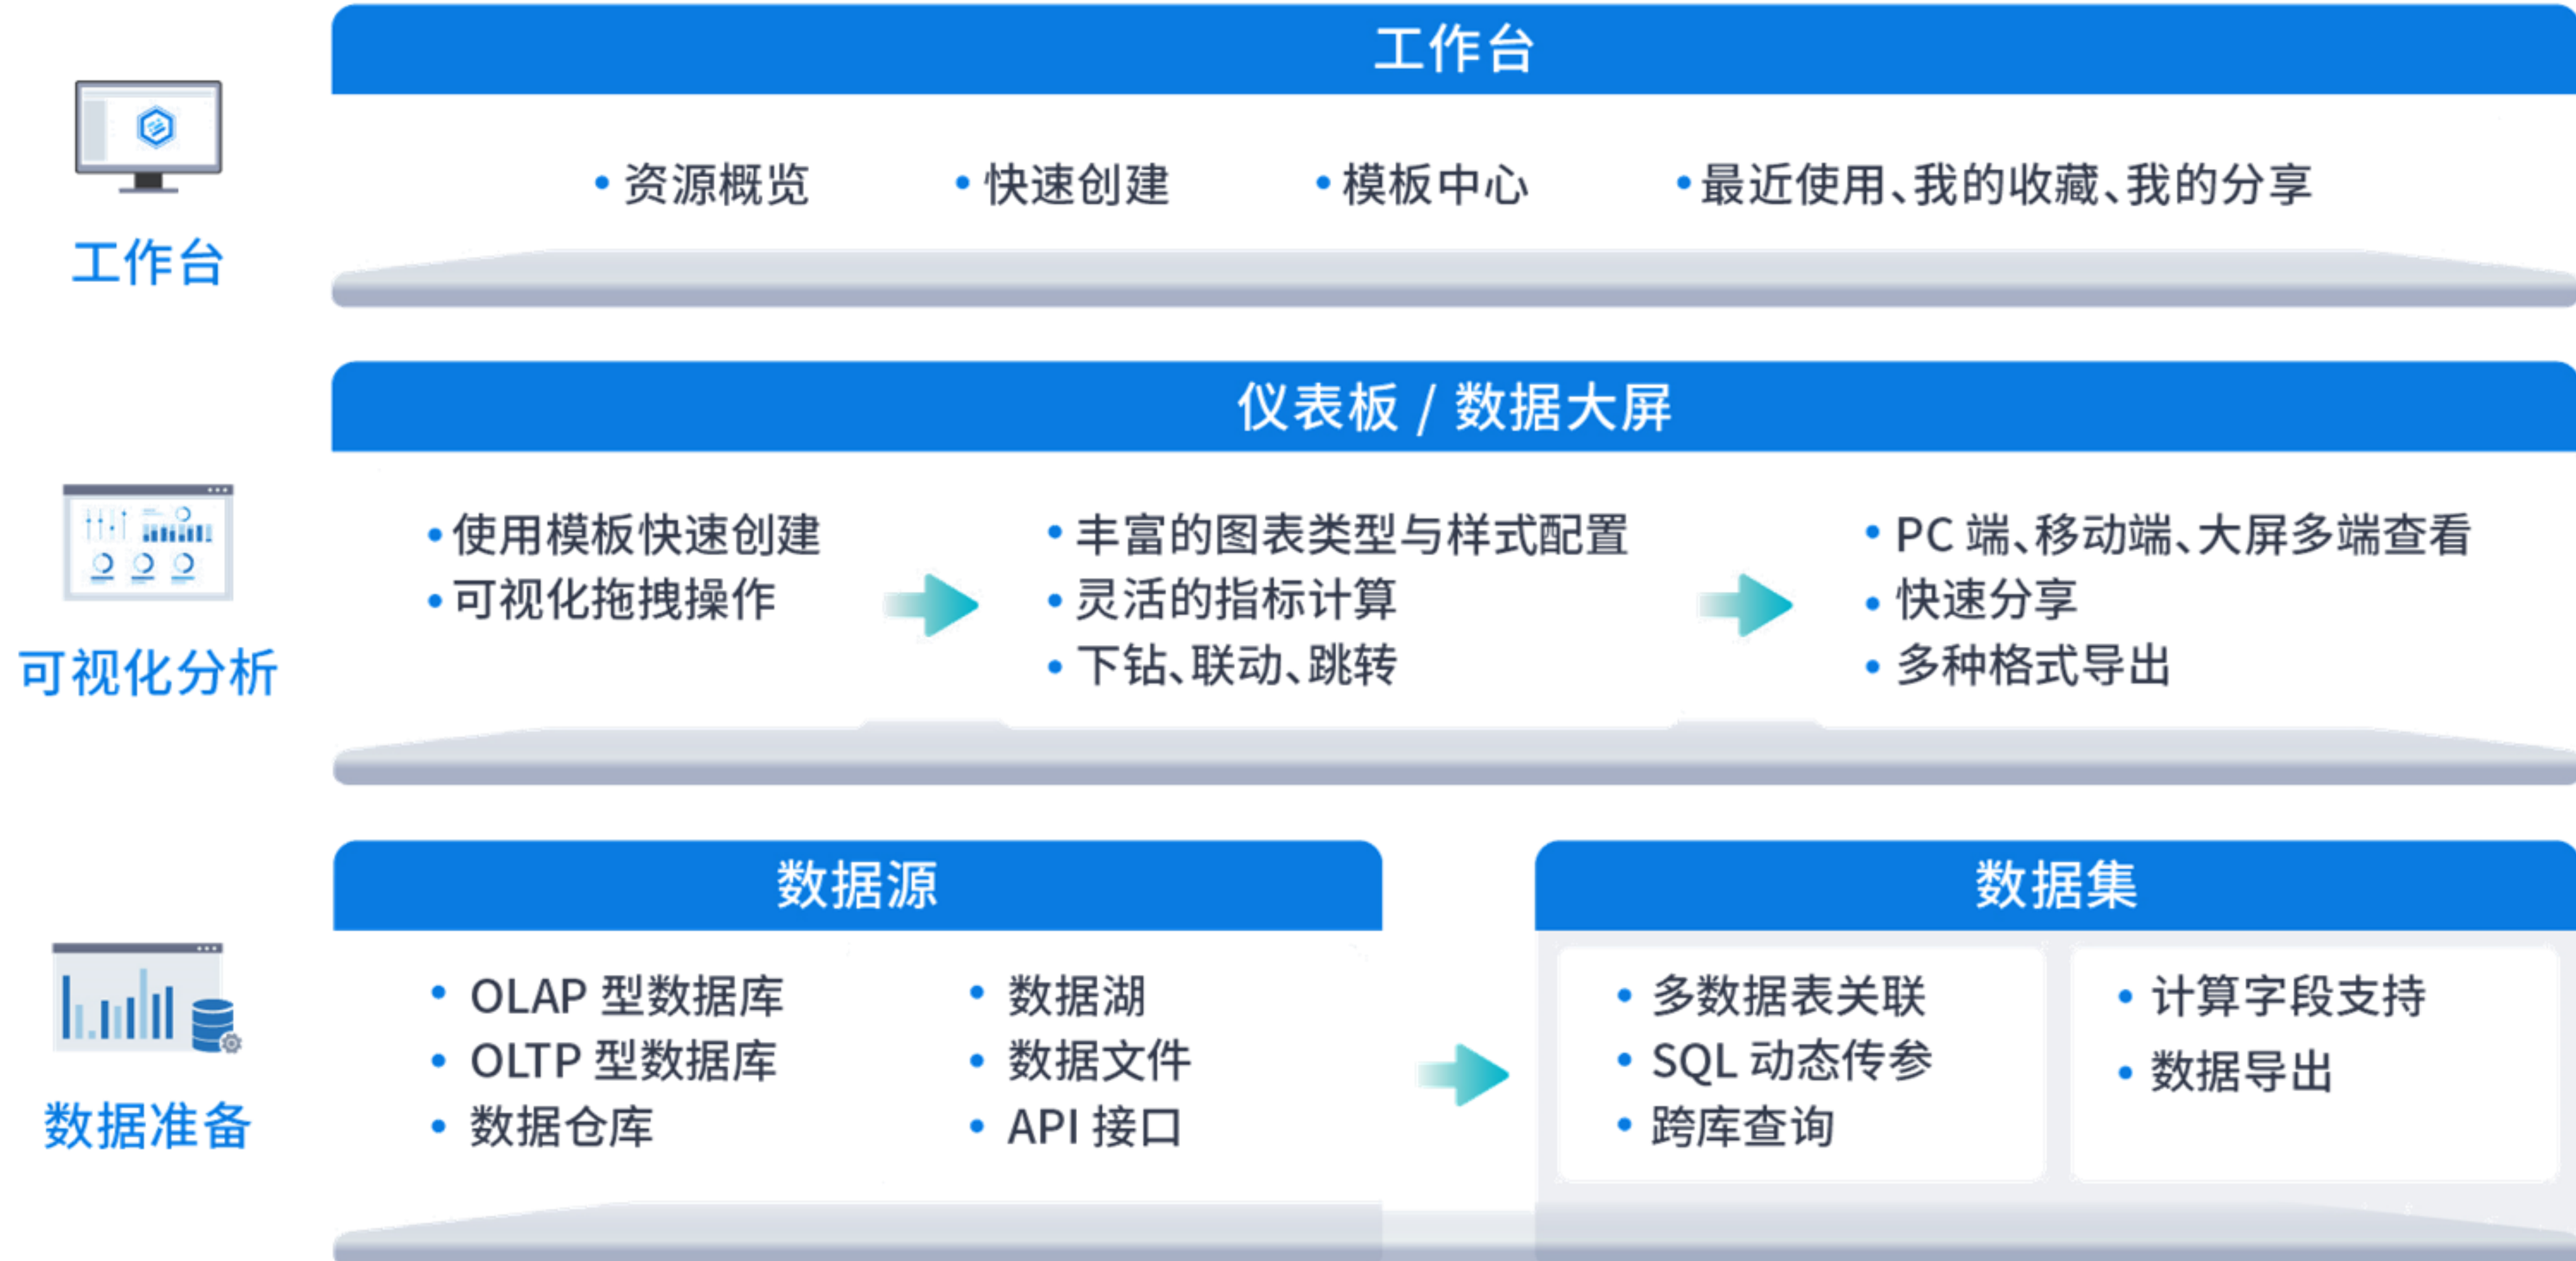 工作台
工作台
• 资源概览
• 快速创建
• 模板中心
• 最近使用、我的收藏、我的分享
可视化分析
仪表板 / 数据大屏
• 使用模板快速创建
• 可视化拖拽操作
• 丰富的图表类型与样式配置
• 灵活的指标计算
• 下钻、联动、跳转
• PC 端、移动端、大屏多端查看
• 快速分享
• 多种格式导出
数据准备
数据源
• OLAP 型数据库
• OLTP 型数据库
• 数据仓库
• 数据湖
• 数据文件
• API 接口
数据集
• 多数据表关联
• SQL 动态传参
• 跨库查询
• 计算字段支持
• 数据导出